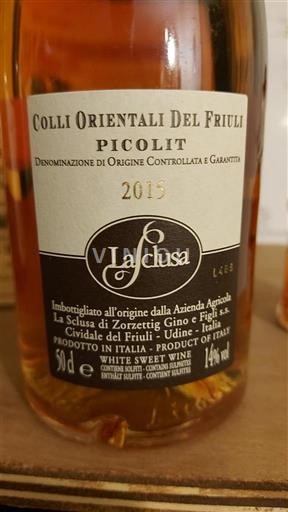 COLLI ORIENTALI DEL FRIULI
PICOLIT
DENOMINAZIONE DI ORIGINE CONTROLLATA E GARANTITA
2015
La Sclusa
L468
Imbottigliato all'origine dalla Azienda Agricola
La Sclusa di Zorzettig Gino e Figli s.s.
Cividale del Friuli - Udine - Italia
PRODOTTO IN ITALIA - PRODUCT OF ITALY
50cl e
WHITE SWEET WINE
CONTIENE SOLFITI - CONTAINS SULPHITES
ENTHÄLT SULFITE - CONTIENT SULFITES
14% vol